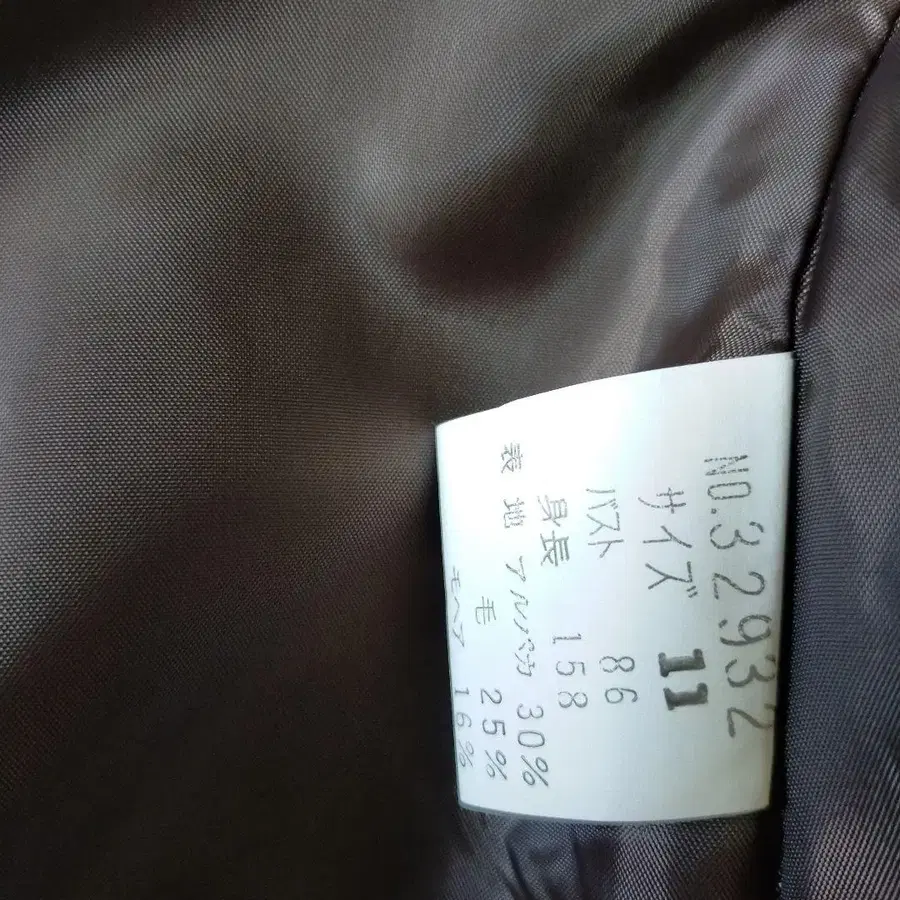 NO.32932
サイズ 11
バスト 86
身長 158
表地 アルパカ 30%
毛 25%
モヘア 16%